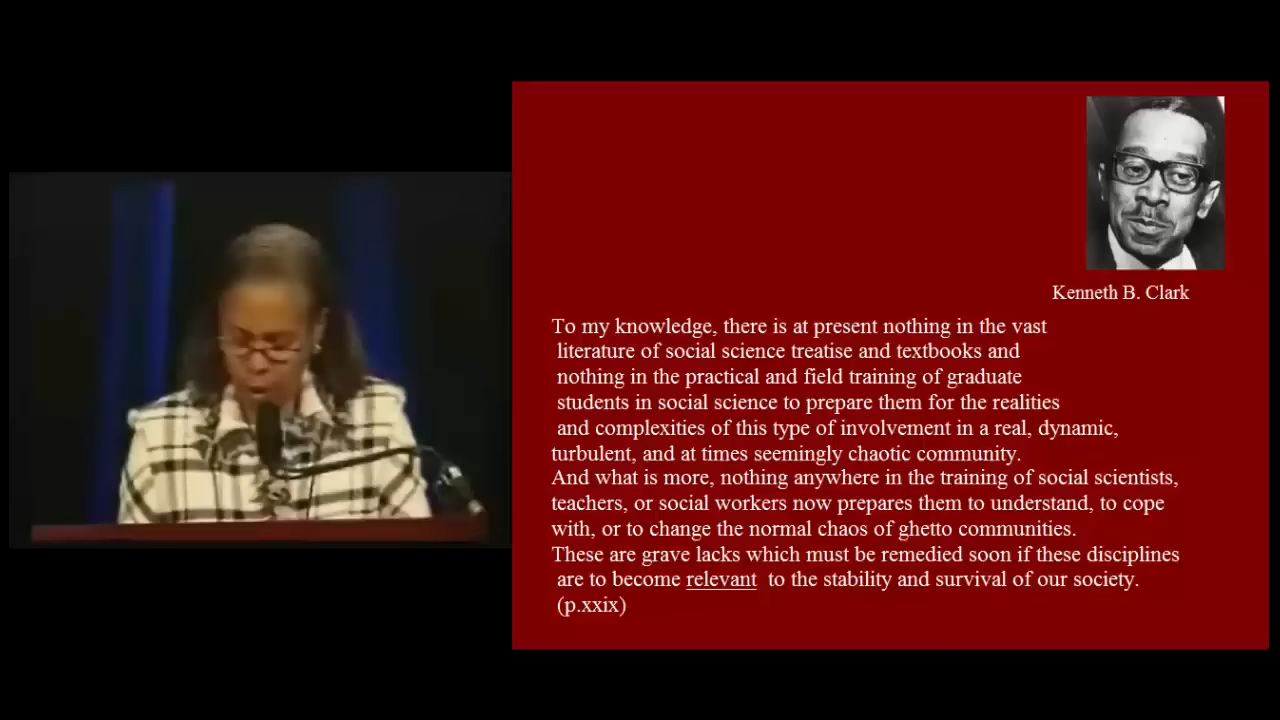 Kenneth B. Clark
To my knowledge, there is at present nothing in the vast
literature of social science treatise and textbooks and
nothing in the practical and field training of graduate
students in social science to prepare them for the realities
and complexities of this type of involvement in a real, dynamic,
turbulent, and at times seemingly chaotic community.
And what is more, nothing anywhere in the training of social scientists,
teachers, or social workers now prepares them to understand, to cope
with, or to change the normal chaos of ghetto communities.
These are grave lacks which must be remedied soon if these disciplines
are to become relevant to the stability and survival of our society.
(p.xxix)